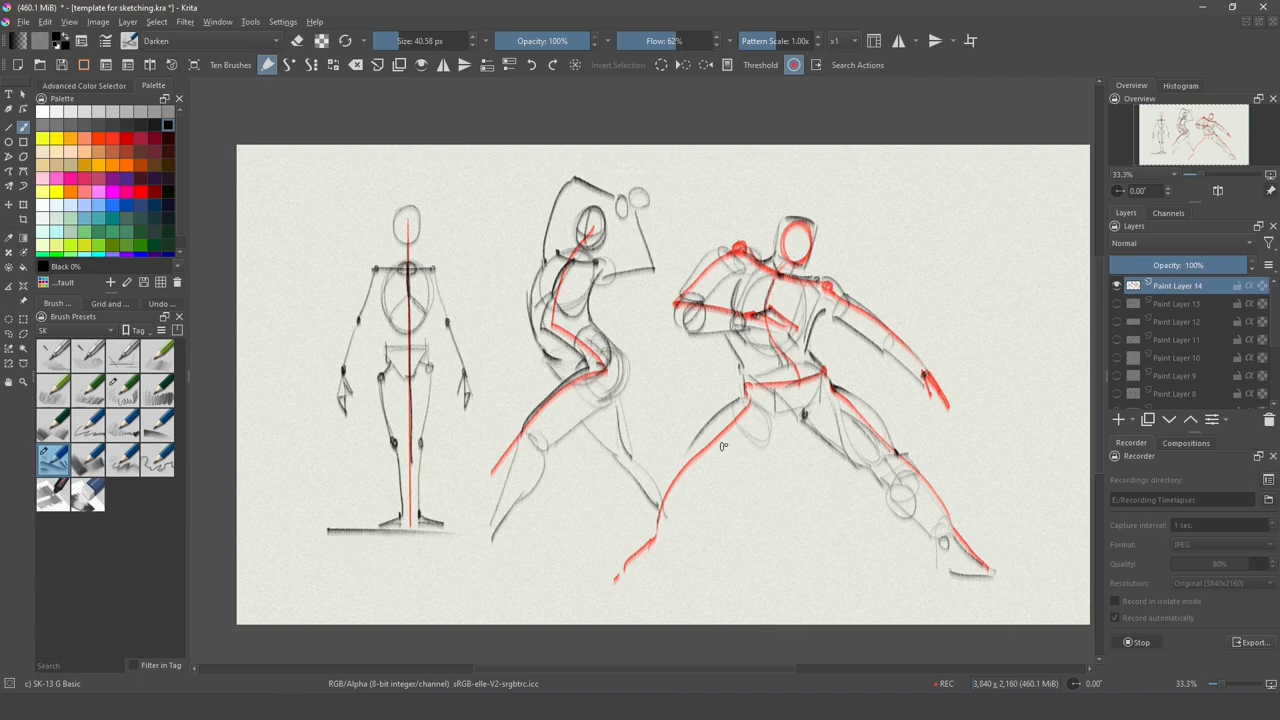 (460.1 MiB) * - [template for sketching.kra *] - Krita
File Edit View Image Layer Select Filter Window Tools Settings Help
Darken Size: 40.58 px Opacity: 100% Flow: 62% Pattern Scale: 1.00x x1
Ten Brushes Invert Selection Threshold Search Actions
Advanced Color Selector Palette
Palette
Black 0%
...fault
Brush ... Grid and ... Undo ...
Brush Presets
SK Tag
Search Filter in Tag
Overview Histogram
Overview
33.3%
0.00°
Layers Channels
Layers
Normal
Opacity: 100%
Paint Layer 14
Paint Layer 13
Paint Layer 12
Paint Layer 11
Paint Layer 10
Paint Layer 9
Paint Layer 8
Recorder Compositions
Recorder
Recordings directory:
E:/Recording Timelapses
Capture interval: 1 sec.
Format: JPEG
Quality: 80%
Resolution: Original (3840x2160)
Record in isolate mode
Record automatically
Stop Export...
c) SK-13 G Basic RGB/Alpha (8-bit integer/channel) sRGB-elle-V2-srgbtrc.icc REC 3,840 x 2,160 (460.1 MiB) 0.00° 33.3%